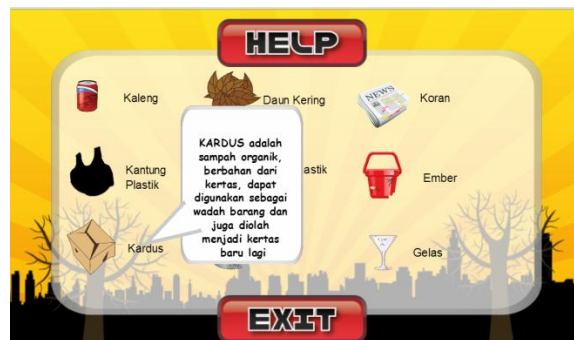 HELP
Kaleng
Daun Kering
NEWS
Koran
Kantung
Plastik
astik
Ember
KARDUS adalah
sampah organik,
berbahan dari
kertas, dapat
digunakan sebagai
wadah barang dan
juga diolah
menjadi kertas
baru lagi
Kardus
Gelas
EXIT